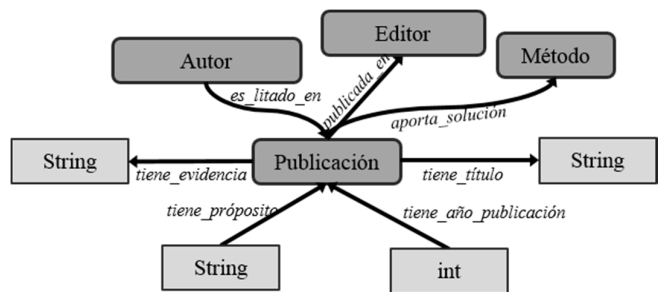 Editor
Autor
Método
es_litado_en
publicada_en
aporta_solución
String
Publicación
String
tiene_evidencia
tiene_título
tiene_próposito
tiene_año_publicación
String
int